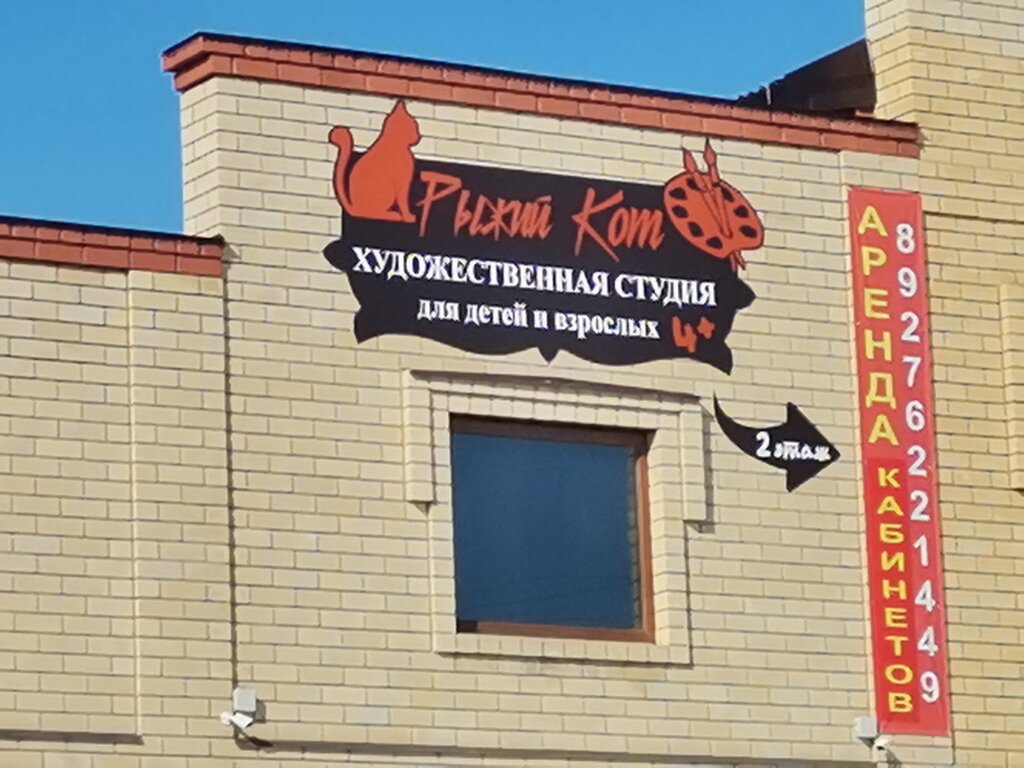 Рыжий Кот
ХУДОЖЕСТВЕННАЯ СТУДИЯ
для детей и взрослых 4+
2 этаж
АРЕНДА КАБИНЕТОВ
89276221449